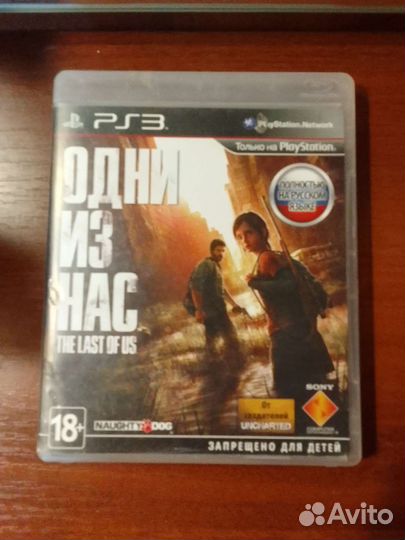 PS3
PlayStation Network
Только на PlayStation
ОДНИ
ИЗ
НАС
THE LAST OF US
ПОЛНОСТЬЮ
НА РУССКОМ
ЯЗЫКЕ
18+
NAUGHTY DOG
От
создателей
UNCHARTED
SONY
COMPUTER
ЗАПРЕЩЕНО ДЛЯ ДЕТЕЙ
Avito